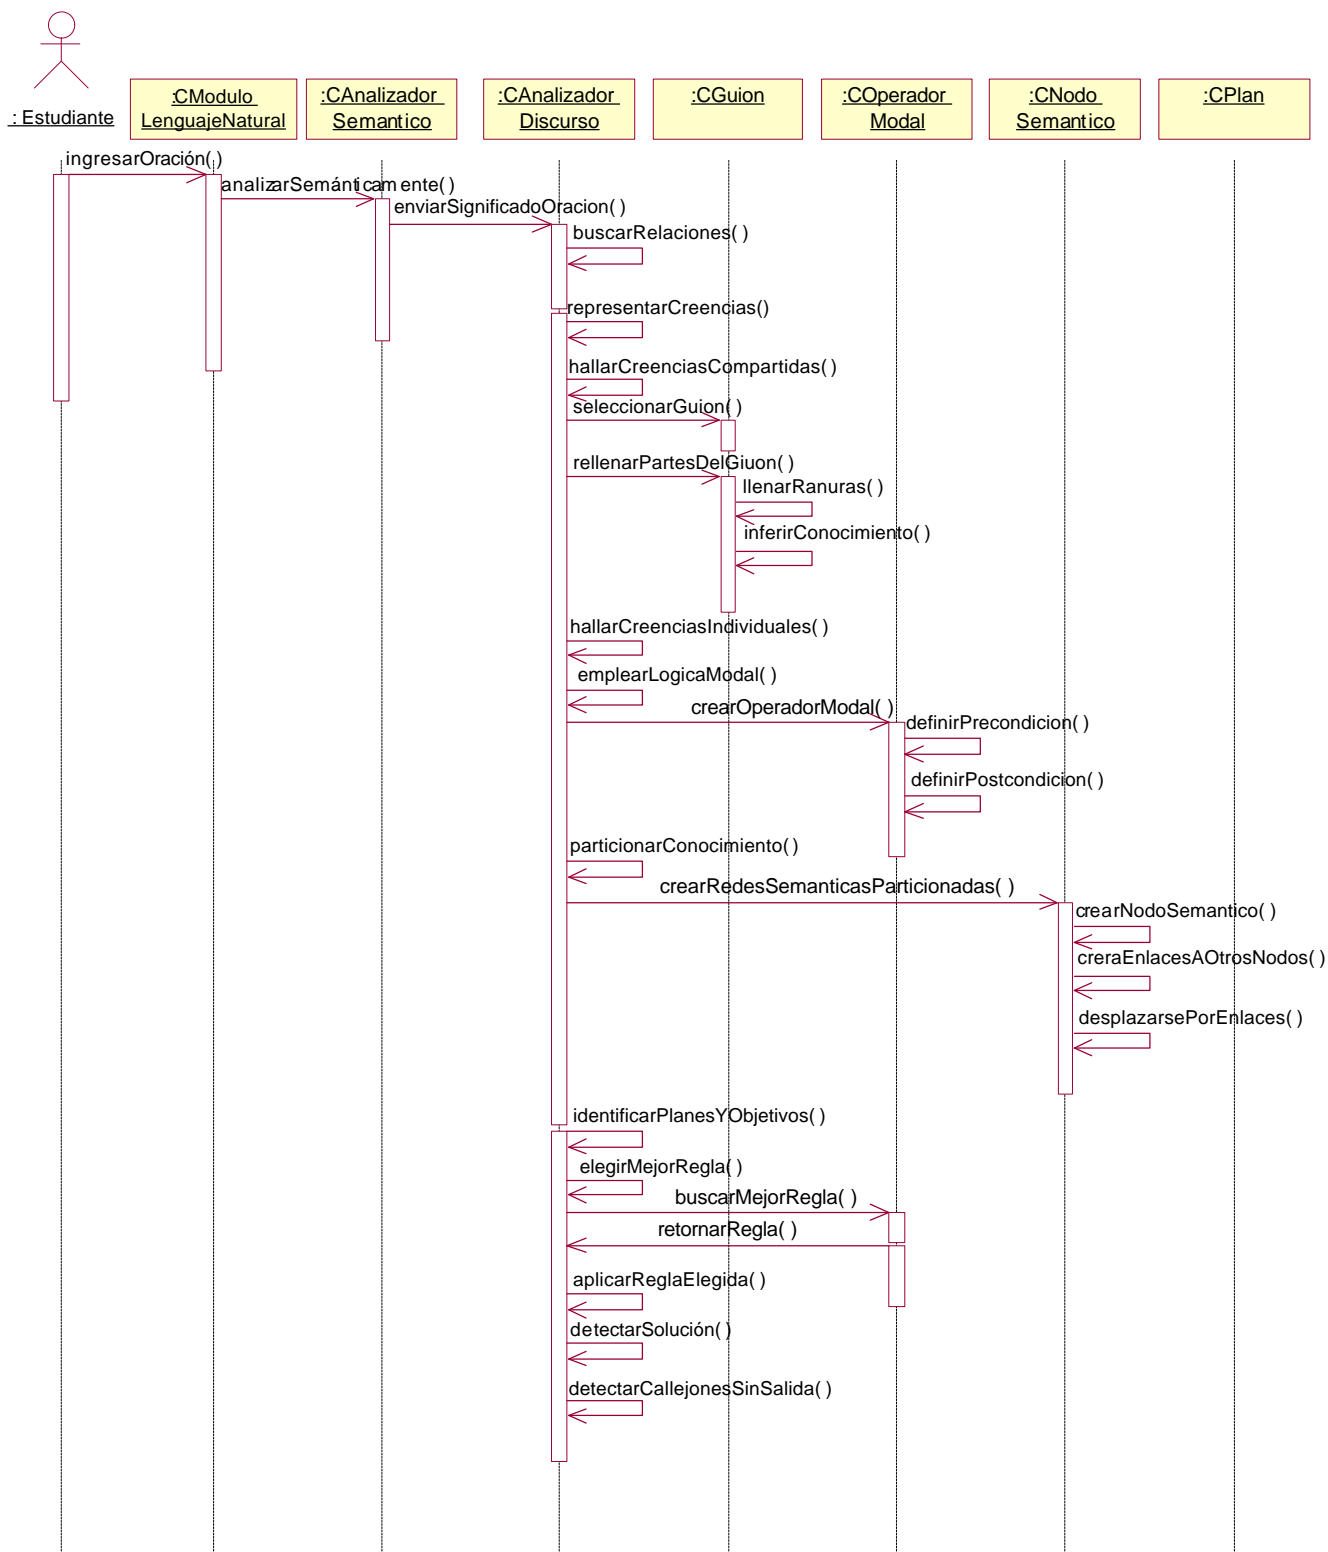 : Estudiante
:CModulo
LenguajeNatural
:CAnalizador
Semantico
:CAnalizador
Discurso
:CGuion
:COperador
Modal
:CNodo
Semantico
:CPlan
ingresarOración( )
analizarSemánticamente( )
enviarSignificadoOracion( )
buscarRelaciones( )
representarCreencias()
hallarCreenciasCompartidas( )
seleccionarGuion( )
rellenarPartesDelGiuon( )
llenarRanuras( )
inferirConocimiento( )
hallarCreenciasIndividuales( )
emplearLogicaModal( )
crearOperadorModal( )
definirPrecondicion( )
definirPostcondicion( )
particionarConocimiento( )
crearRedesSemanticasParticionadas( )
crearNodoSemantico( )
creraEnlacesAOtrosNodos( )
desplazarsePorEnlaces( )
identificarPlanesYObjetivos( )
elegirMejorRegla( )
buscarMejorRegla( )
retornarRegla( )
aplicarReglaElegida( )
detectarSolución( )
detectarCallejonesSinSalida( )